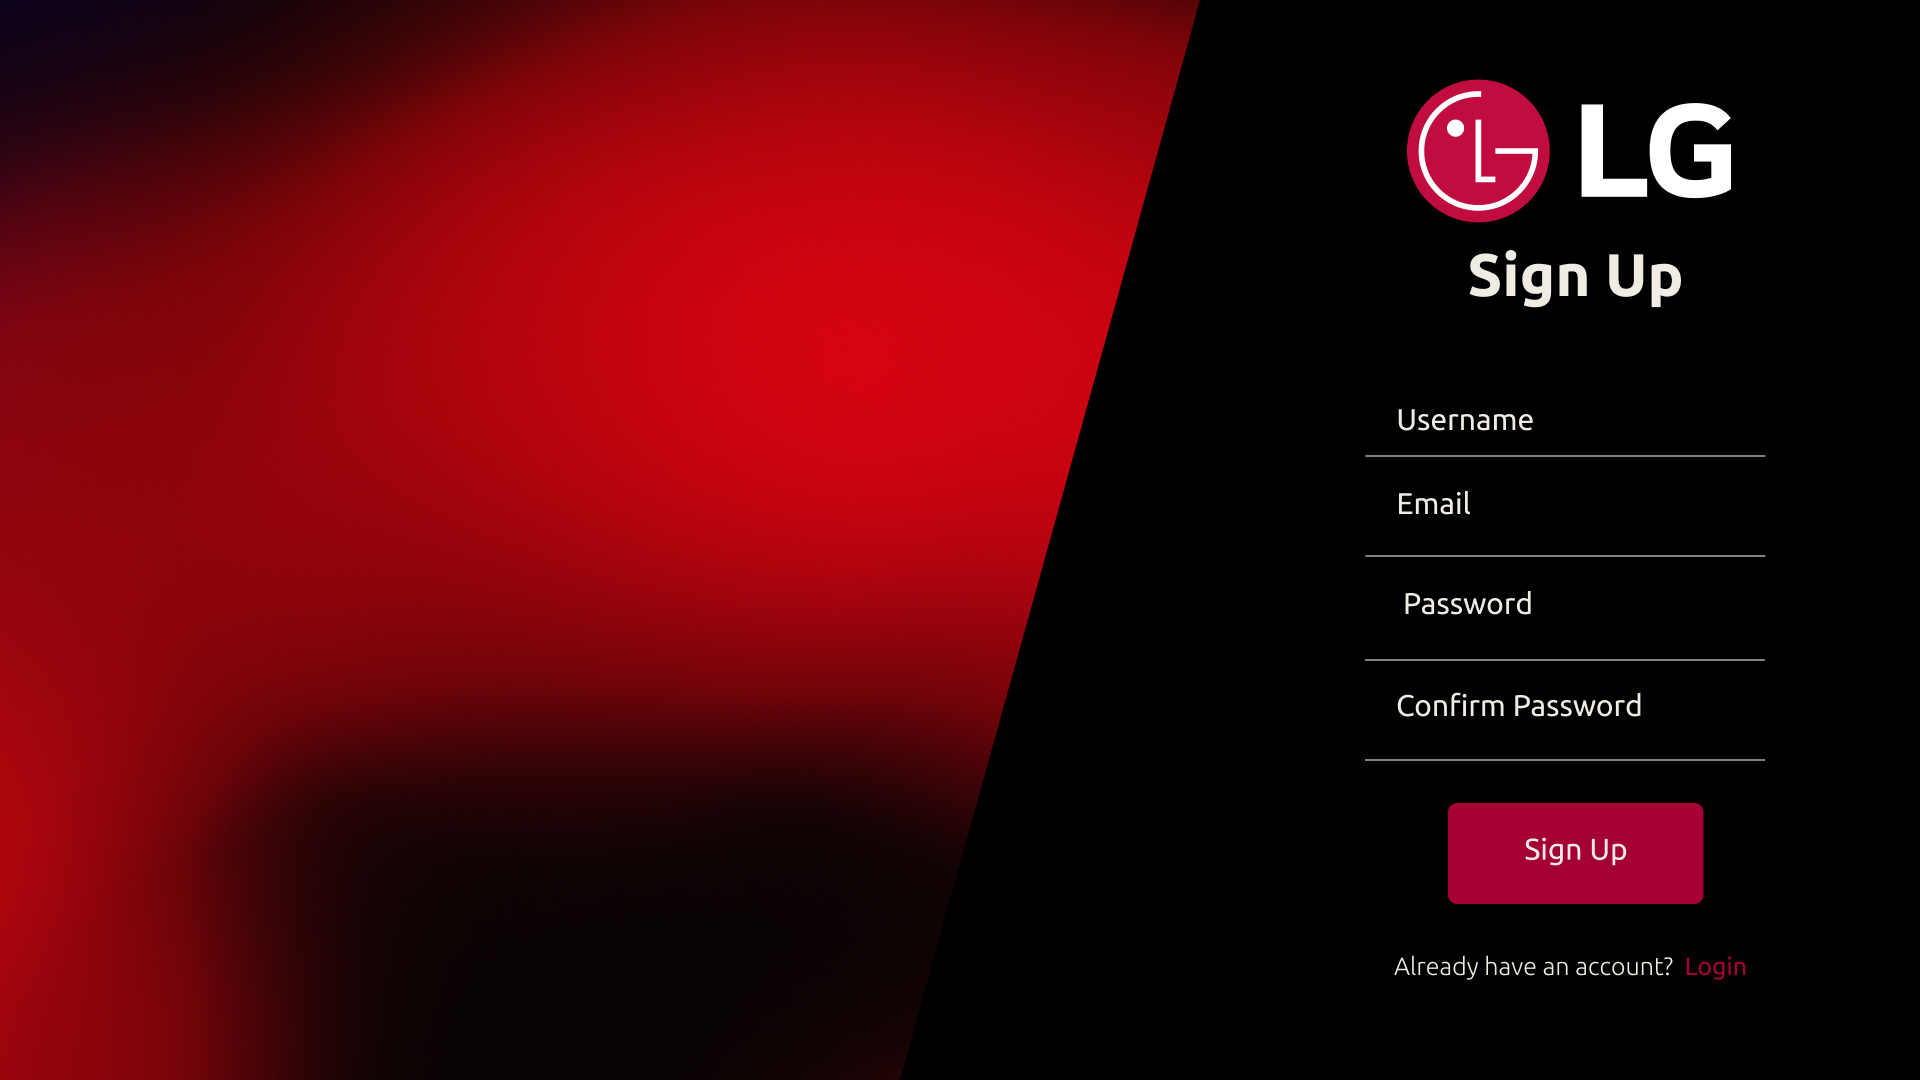 LG
Sign Up
Username
Email
Password
Confirm Password
Sign Up
Already have an account? Login